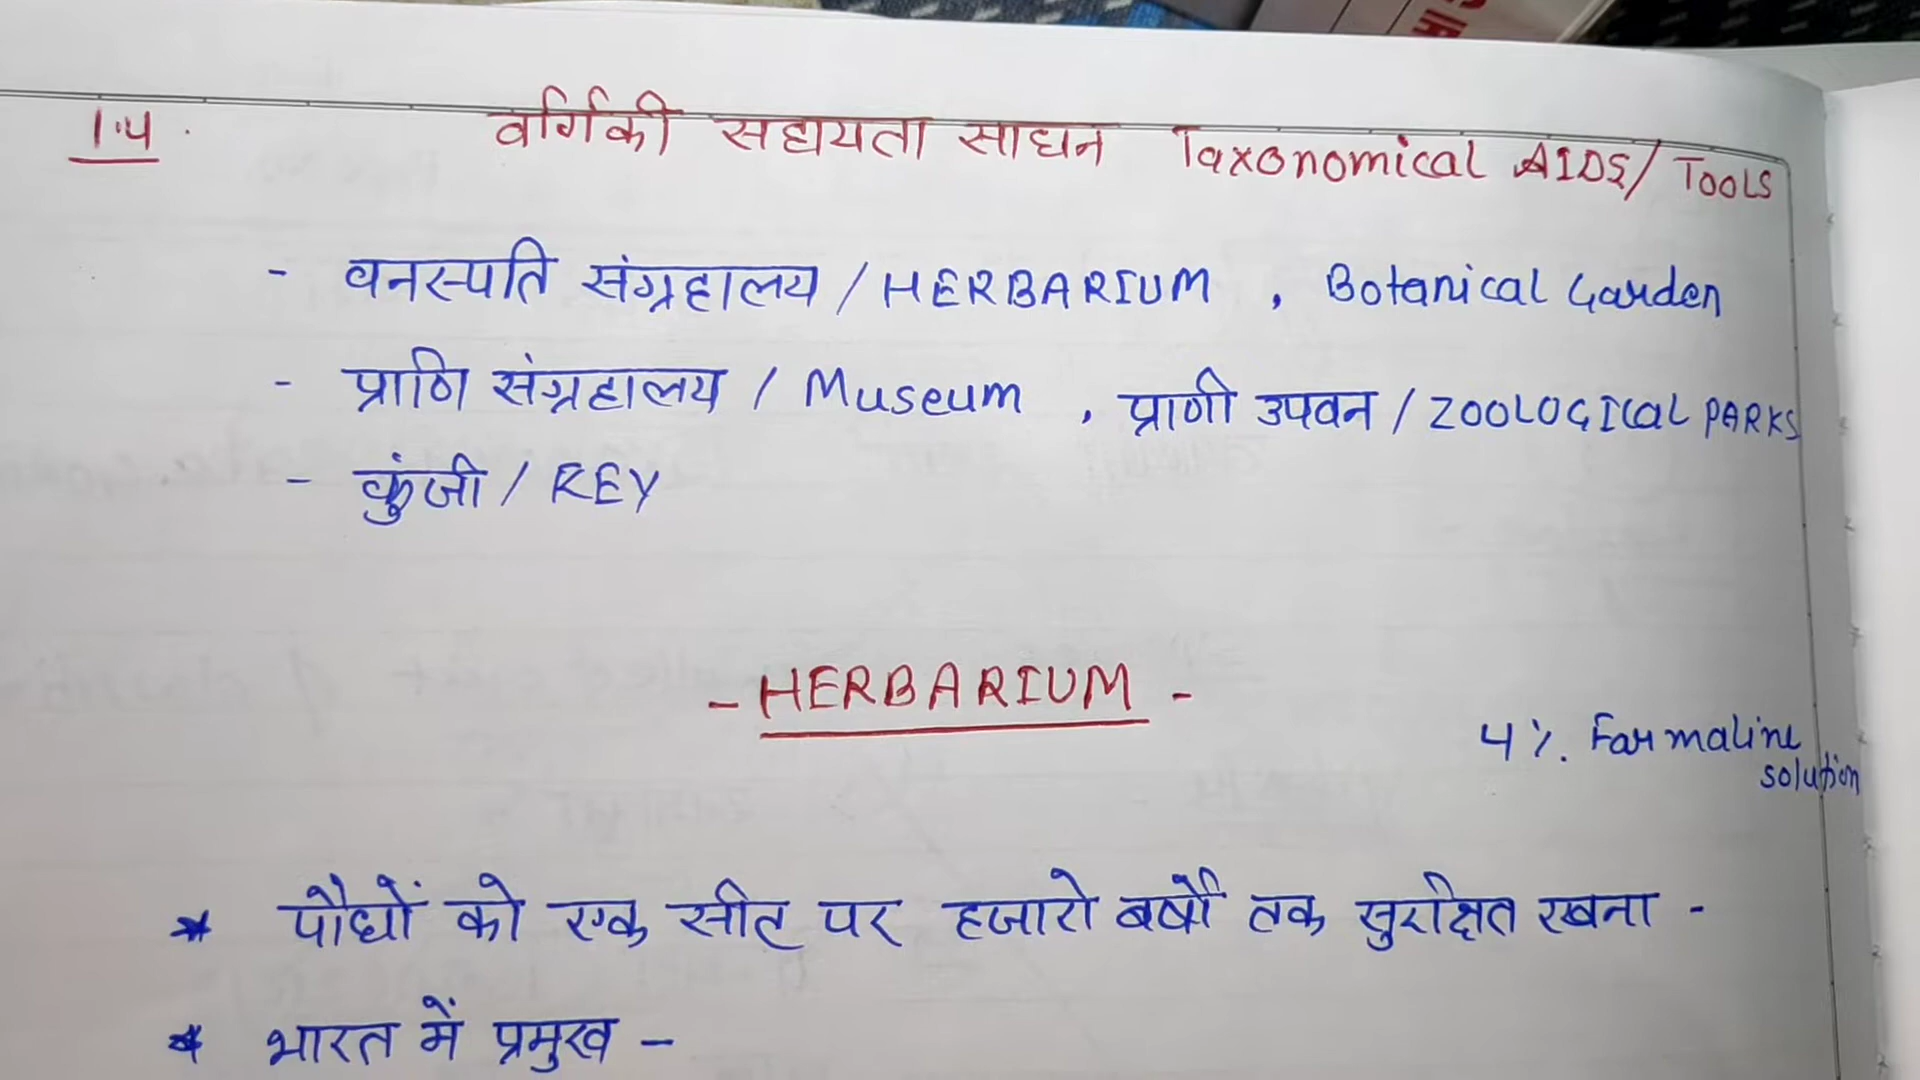 1.4 वर्गिकी सहायता साधन Taxonomical AIDS/ TOOLS
- वनस्पति संग्रहालय / HERBARIUM , Botanical Garden
- प्राणि संग्रहालय / Museum , प्राणी उपवन / ZOOLOGICAL PARKS
- कुंजी / KEY
- HERBARIUM -
4%. Farmaline
solution
* पौधों को एक सीट पर हजारो बर्षो तक सुरक्षित रखना -
* भारत में प्रमुख -